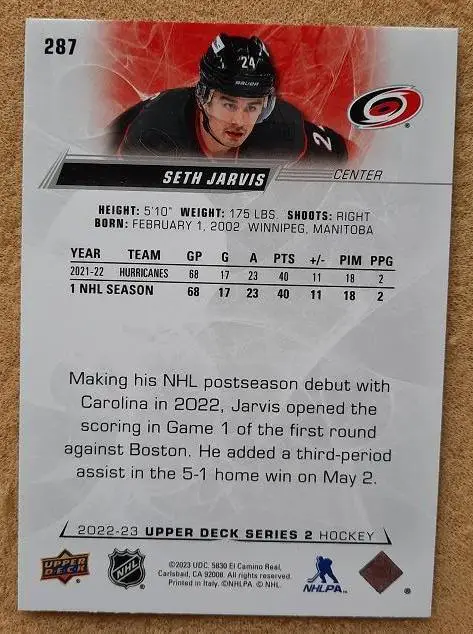 287
24
BAUER
24
SETH JARVIS
CENTER
HEIGHT: 5'10" WEIGHT: 175 LBS. SHOOTS: RIGHT
BORN: FEBRUARY 1, 2002 WINNIPEG, MANITOBA
YEAR TEAM GP G A PTS +/- PIM PPG
2021-22 HURRICANES 68 17 23 40 11 18 2
1 NHL SEASON 68 17 23 40 11 18 2
Making his NHL postseason debut with
Carolina in 2022, Jarvis opened the
scoring in Game 1 of the first round
against Boston. He added a third-period
assist in the 5-1 home win on May 2.
2022-23 UPPER DECK SERIES 2 HOCKEY
UPPER DECK
NHL
©2023 UDC. 5830 El Camino Real,
Carlsbad, CA 92008. All rights reserved.
Printed in Italy. ©NHLPA © NHL.
NHLPA
®